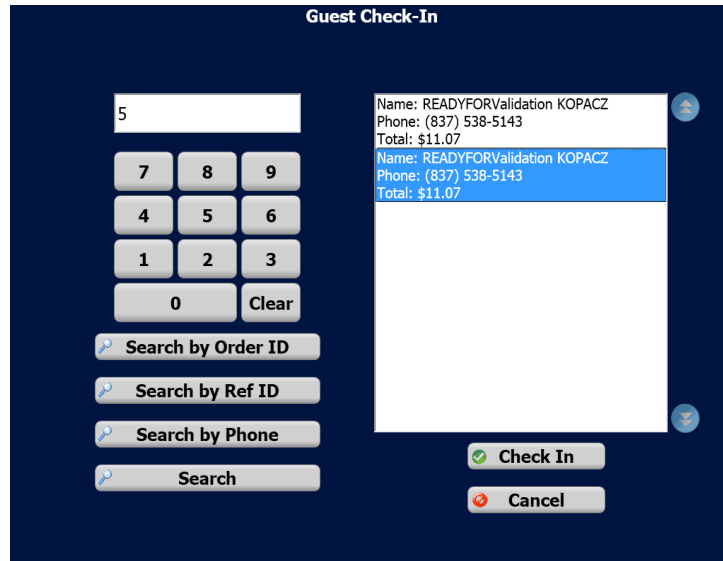 Guest Check-In
5
7 8 9
4 5 6
1 2 3
0 Clear
Search by Order ID
Search by Ref ID
Search by Phone
Search
Name: READYFORValidation KOPACZ
Phone: (837) 538-5143
Total: $11.07
Name: READYFORValidation KOPACZ
Phone: (837) 538-5143
Total: $11.07
Check In
Cancel